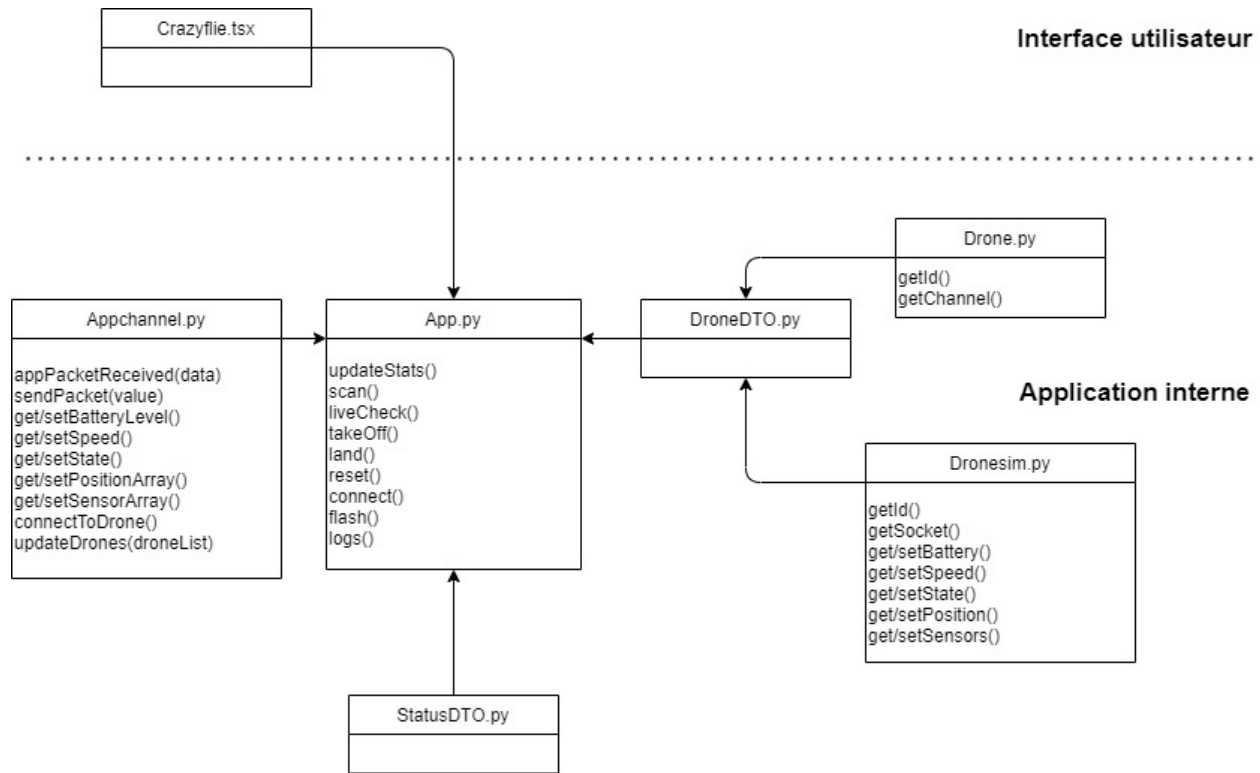 Crazyflie.tsx
Interface utilisateur
Drone.py
getId()
getChannel()
Appchannel.py
appPacketReceived(data)
sendPacket(value)
get/setBatteryLevel()
get/setSpeed()
get/setState()
get/setPositionArray()
get/setSensorArray()
connectToDrone()
updateDrones(droneList)
App.py
updateStats()
scan()
liveCheck()
takeOff()
land()
reset()
connect()
flash()
logs()
DroneDTO.py
Application interne
Dronesim.py
getId()
getSocket()
get/setBattery()
get/setSpeed()
get/setState()
get/setPosition()
get/setSensors()
StatusDTO.py